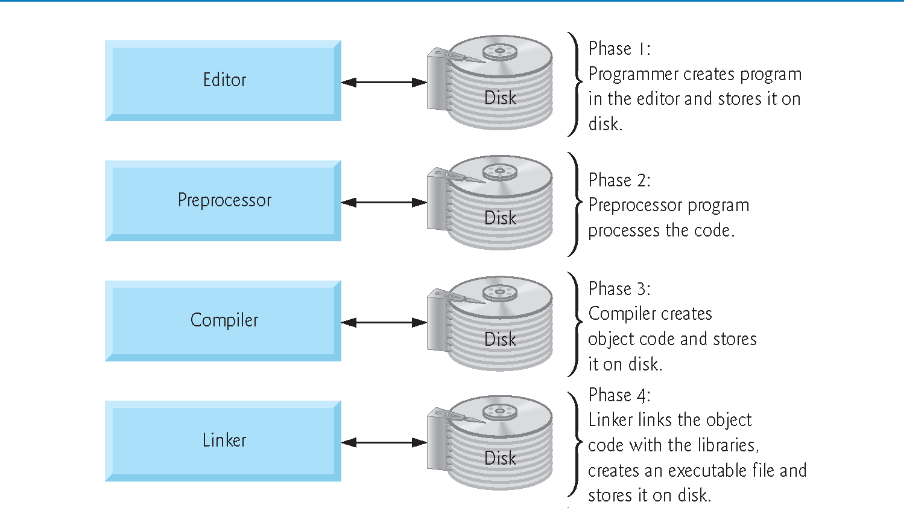 Editor
Disk
Phase 1:
Programmer creates program
in the editor and stores it on
disk.
Preprocessor
Disk
Phase 2:
Preprocessor program
processes the code.
Compiler
Disk
Phase 3:
Compiler creates
object code and stores
it on disk.
Linker
Disk
Phase 4:
Linker links the object
code with the libraries,
creates an executable file and
stores it on disk.